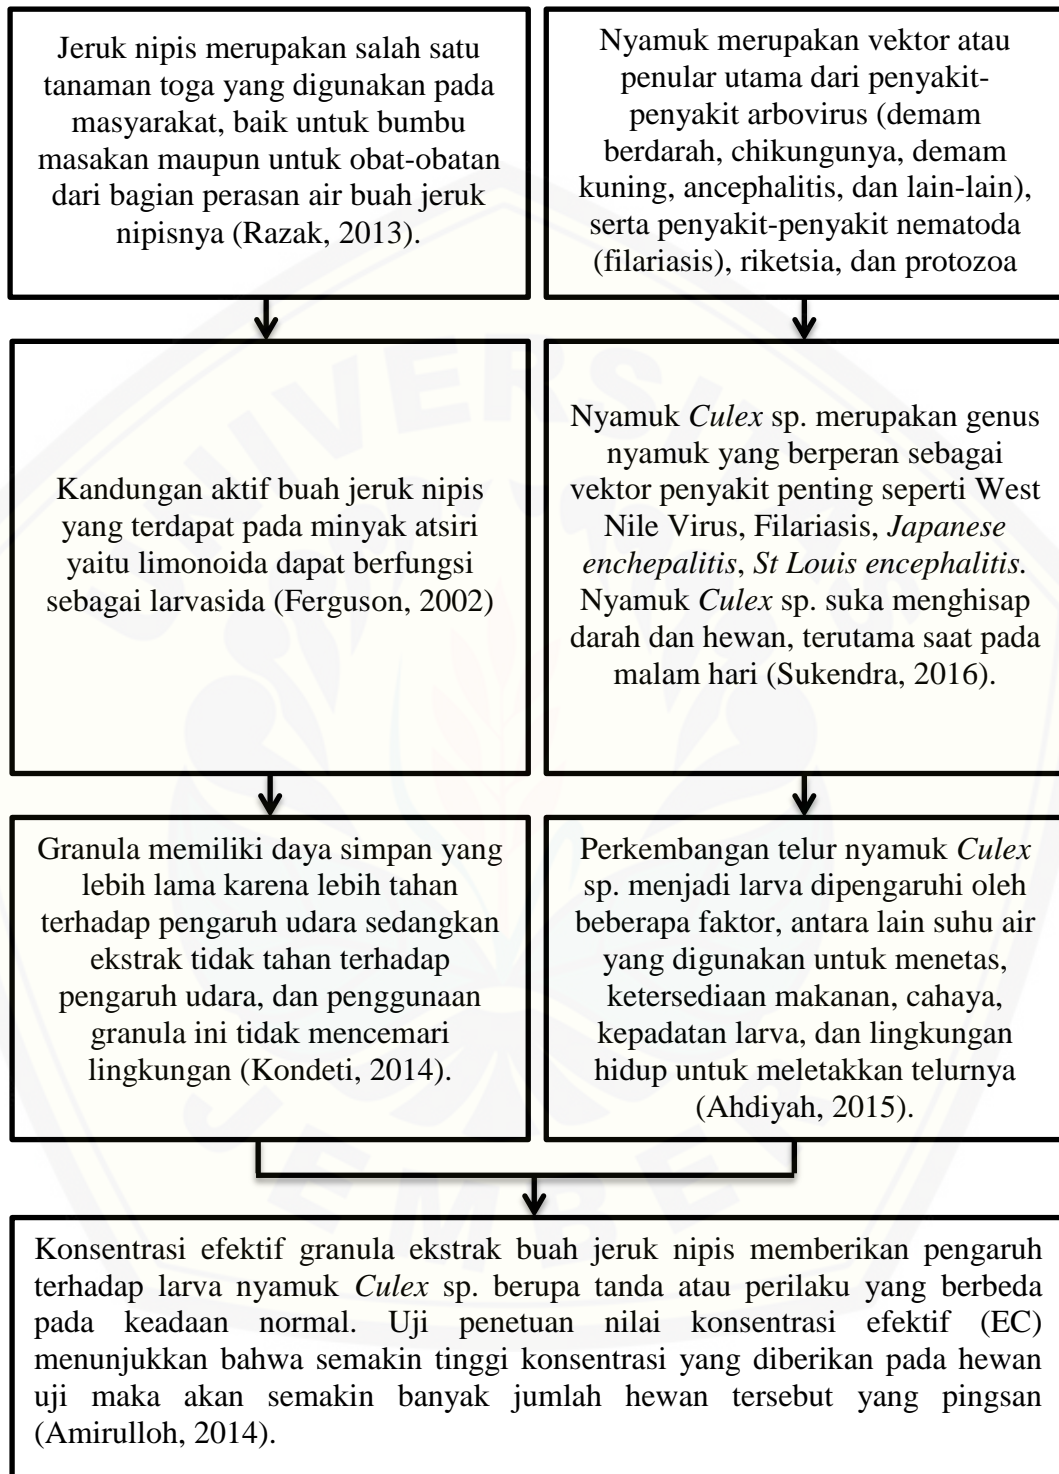 Jeruk nipis merupakan salah satu
tanaman toga yang digunakan pada
masyarakat, baik untuk bumbu
masakan maupun untuk obat-obatan
dari bagian perasan air buah jeruk
nipisnya (Razak, 2013).
Nyamuk merupakan vektor atau
penular utama dari penyakit-
penyakit arbovirus (demam
berdarah, chikungunya, demam
kuning, ancephalitis, dan lain-lain),
serta penyakit-penyakit nematoda
(filariasis), riketsia, dan protozoa
Kandungan aktif buah jeruk nipis
yang terdapat pada minyak atsiri
yaitu limonoida dapat berfungsi
sebagai larvasida (Ferguson, 2002)
Nyamuk Culex sp. merupakan genus
nyamuk yang berperan sebagai
vektor penyakit penting seperti West
Nile Virus, Filariasis, Japanese
enchepalitis, St Louis encephalitis.
Nyamuk Culex sp. suka menghisap
darah dan hewan, terutama saat pada
malam hari (Sukendra, 2016).
Granula memiliki daya simpan yang
lebih lama karena lebih tahan
terhadap pengaruh udara sedangkan
ekstrak tidak tahan terhadap
pengaruh udara, dan penggunaan
granula ini tidak mencemari
lingkungan (Kondeti, 2014).
Perkembangan telur nyamuk Culex
sp. menjadi larva dipengaruhi oleh
beberapa faktor, antara lain suhu air
yang digunakan untuk menetas,
ketersediaan makanan, cahaya,
kepadatan larva, dan lingkungan
hidup untuk meletakkan telurnya
(Ahdiyah, 2015).
Konsentrasi efektif granula ekstrak buah jeruk nipis memberikan pengaruh
terhadap larva nyamuk Culex sp. berupa tanda atau perilaku yang berbeda
pada keadaan normal. Uji penetuan nilai konsentrasi efektif (EC)
menunjukkan bahwa semakin tinggi konsentrasi yang diberikan pada hewan
uji maka akan semakin banyak jumlah hewan tersebut yang pingsan
(Amirulloh, 2014).
UNIVERSITAS
JEMBER